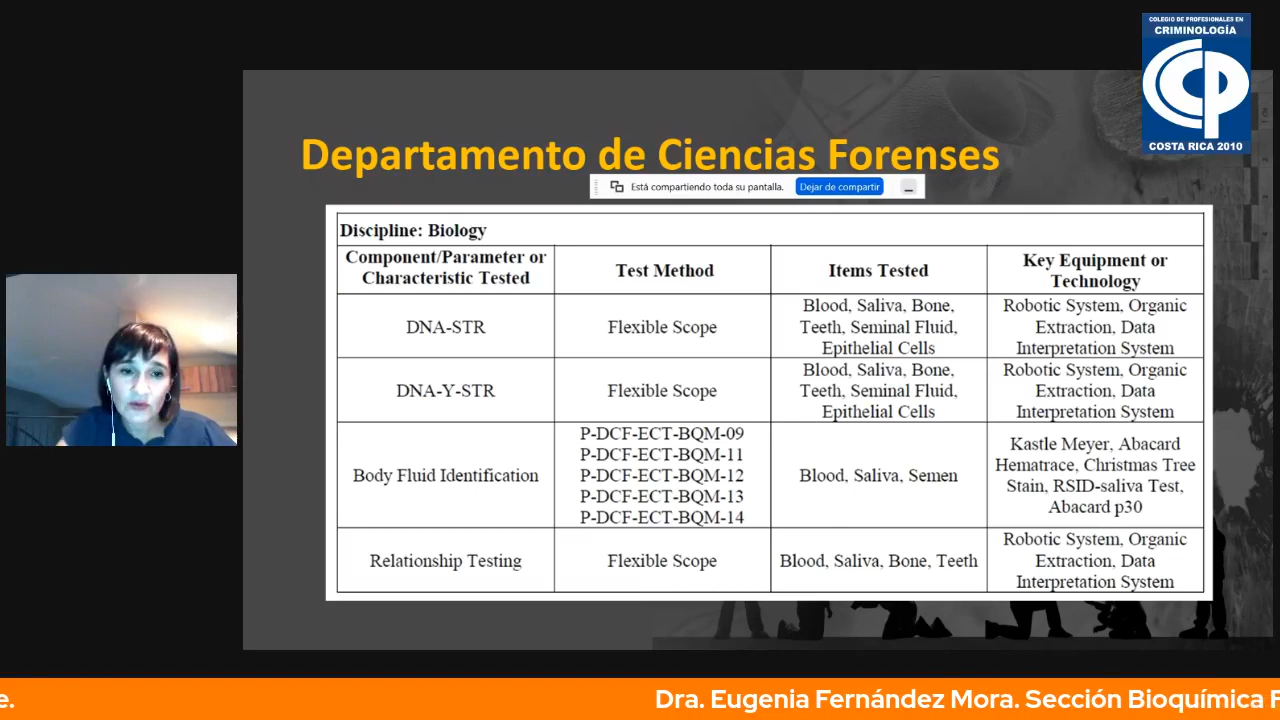 COLEGIO DE PROFESIONALES EN
CRIMINOLOGÍA
COSTA RICA 2010
Departamento de Ciencias Forenses
Está compartiendo toda su pantalla.
Dejar de compartir
Discipline: Biology
Component/Parameter or
Characteristic Tested
Test Method
Items Tested
Key Equipment or
Technology
DNA-STR
Flexible Scope
Blood, Saliva, Bone,
Teeth, Seminal Fluid,
Epithelial Cells
Robotic System, Organic
Extraction, Data
Interpretation System
DNA-Y-STR
Flexible Scope
Blood, Saliva, Bone,
Teeth, Seminal Fluid,
Epithelial Cells
Robotic System, Organic
Extraction, Data
Interpretation System
Body Fluid Identification
P-DCF-ECT-BQM-09
P-DCF-ECT-BQM-11
P-DCF-ECT-BQM-12
P-DCF-ECT-BQM-13
P-DCF-ECT-BQM-14
Blood, Saliva, Semen
Kastle Meyer, Abacard
Hematrace, Christmas Tree
Stain, RSID-saliva Test,
Abacard p30
Relationship Testing
Flexible Scope
Blood, Saliva, Bone, Teeth
Robotic System, Organic
Extraction, Data
Interpretation System
e.
Dra. Eugenia Fernández Mora. Sección Bioquímica F